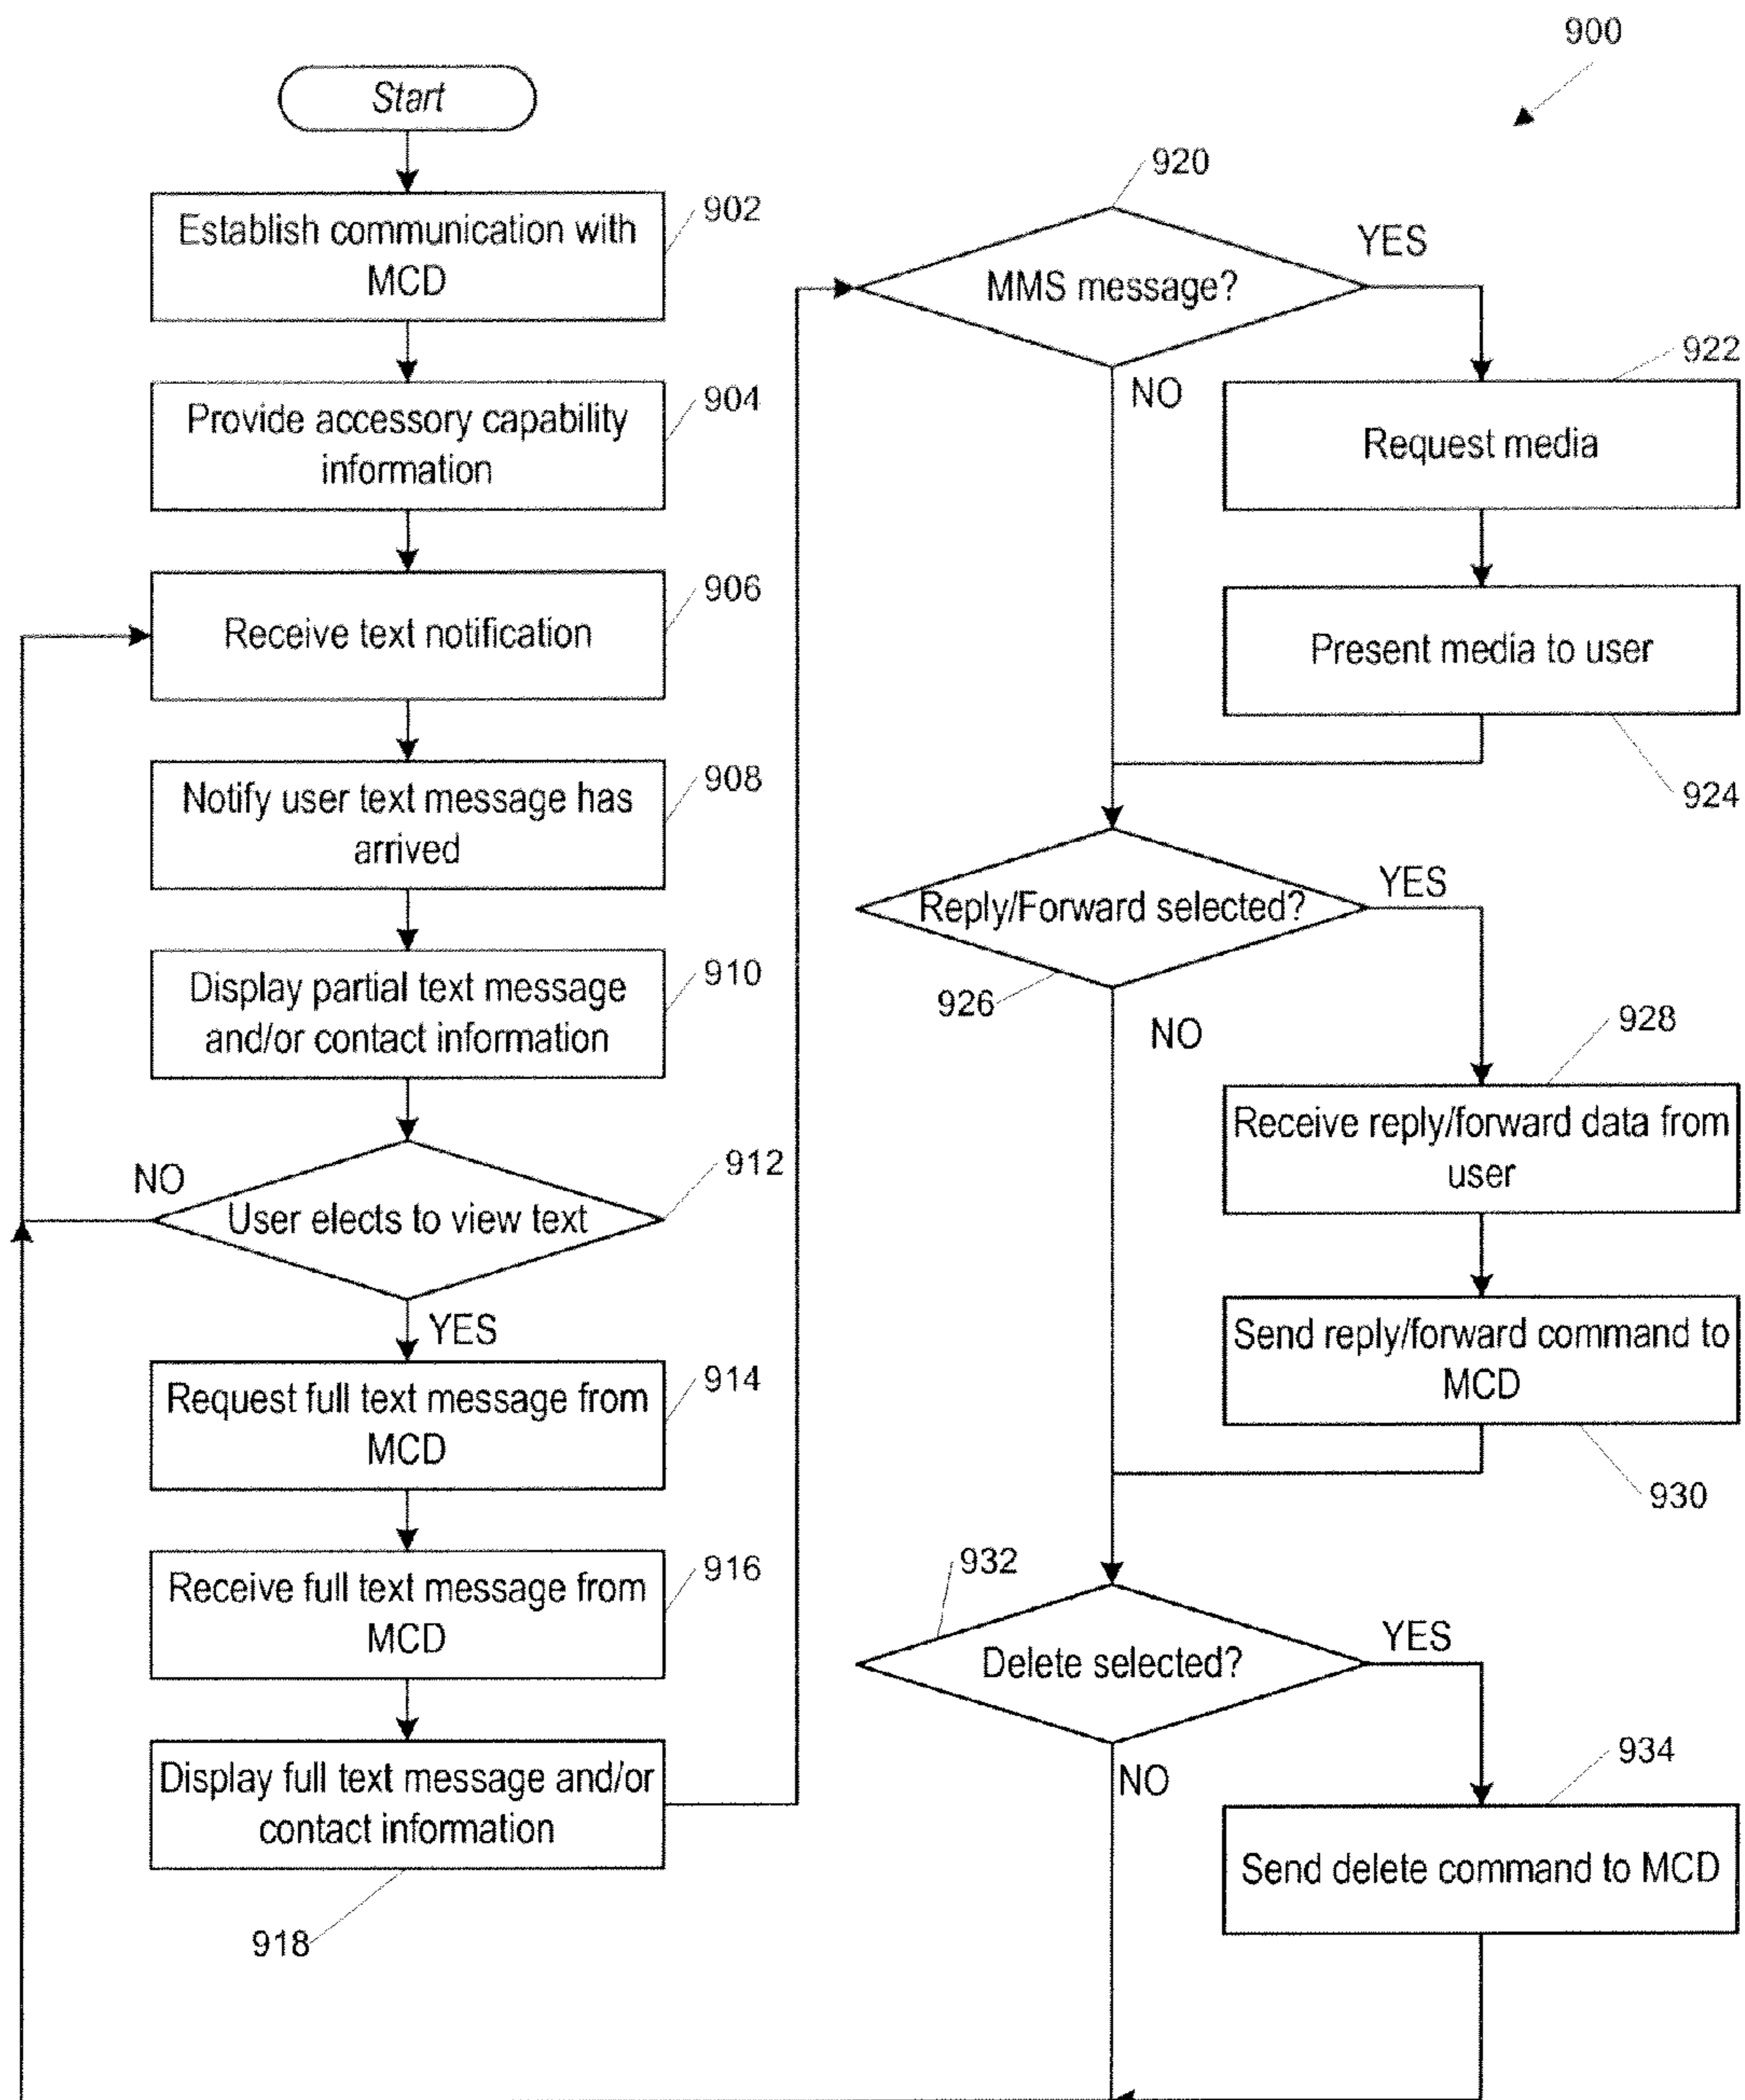 900
Start
Establish communication with
MCD
902
Provide accessory capability
information
904
Receive text notification
906
Notify user text message has
arrived
908
Display partial text message
and/or contact information
910
User elects to view text
912
NO
YES
Request full text message from
MCD
914
Receive full text message from
MCD
916
Display full text message and/or
contact information
918
920
MMS message?
YES
NO
922
Request media
Present media to user
924
Reply/Forward selected?
YES
926
NO
928
Receive reply/forward data from
user
Send reply/forward command to
MCD
930
932
Delete selected?
YES
NO
934
Send delete command to MCD